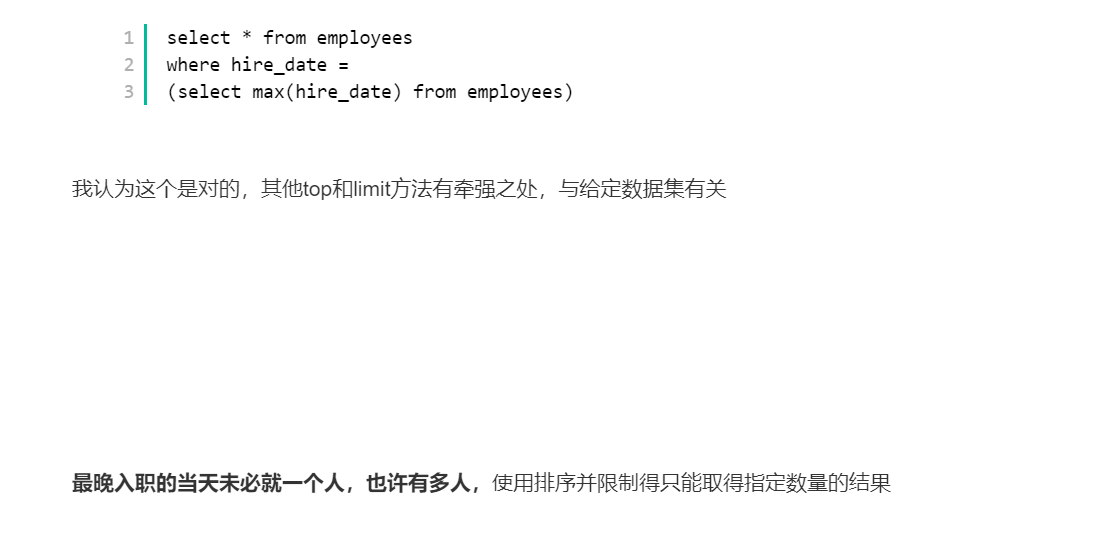 1 select * from employees
2 where hire_date =
3 (select max(hire_date) from employees)
我认为这个是对的，其他top和limit方法有牵强之处，与给定数据集有关
最晚入职的当天未必就一个人，也许有多人，使用排序并限制得只能取得指定数量的结果